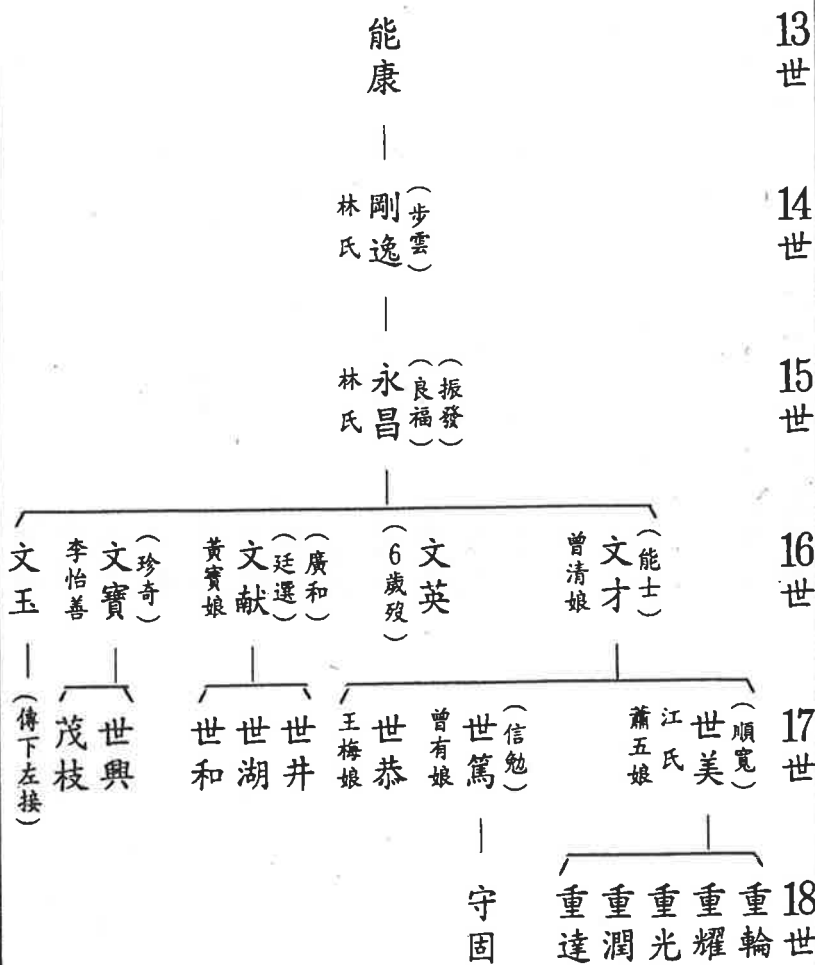 13世
能康
14世
（步雲）
剛逸
林氏
15世
（振發）
（良福）
永昌
林氏
16世
（能士）
文才
曾清娘
文英
（6歲歿）
（廣和）
（廷選）
文献
黃寶娘
（珍奇）
文寶
李怡善
文玉
17世
（順寬）
世美
江氏
蕭五娘
（信勉）
世篤
曾有娘
世恭
王梅娘
世井
世湖
世和
世興
茂枝
（傳下左接）
18世
重輪
重耀
重光
重潤
重達
守固